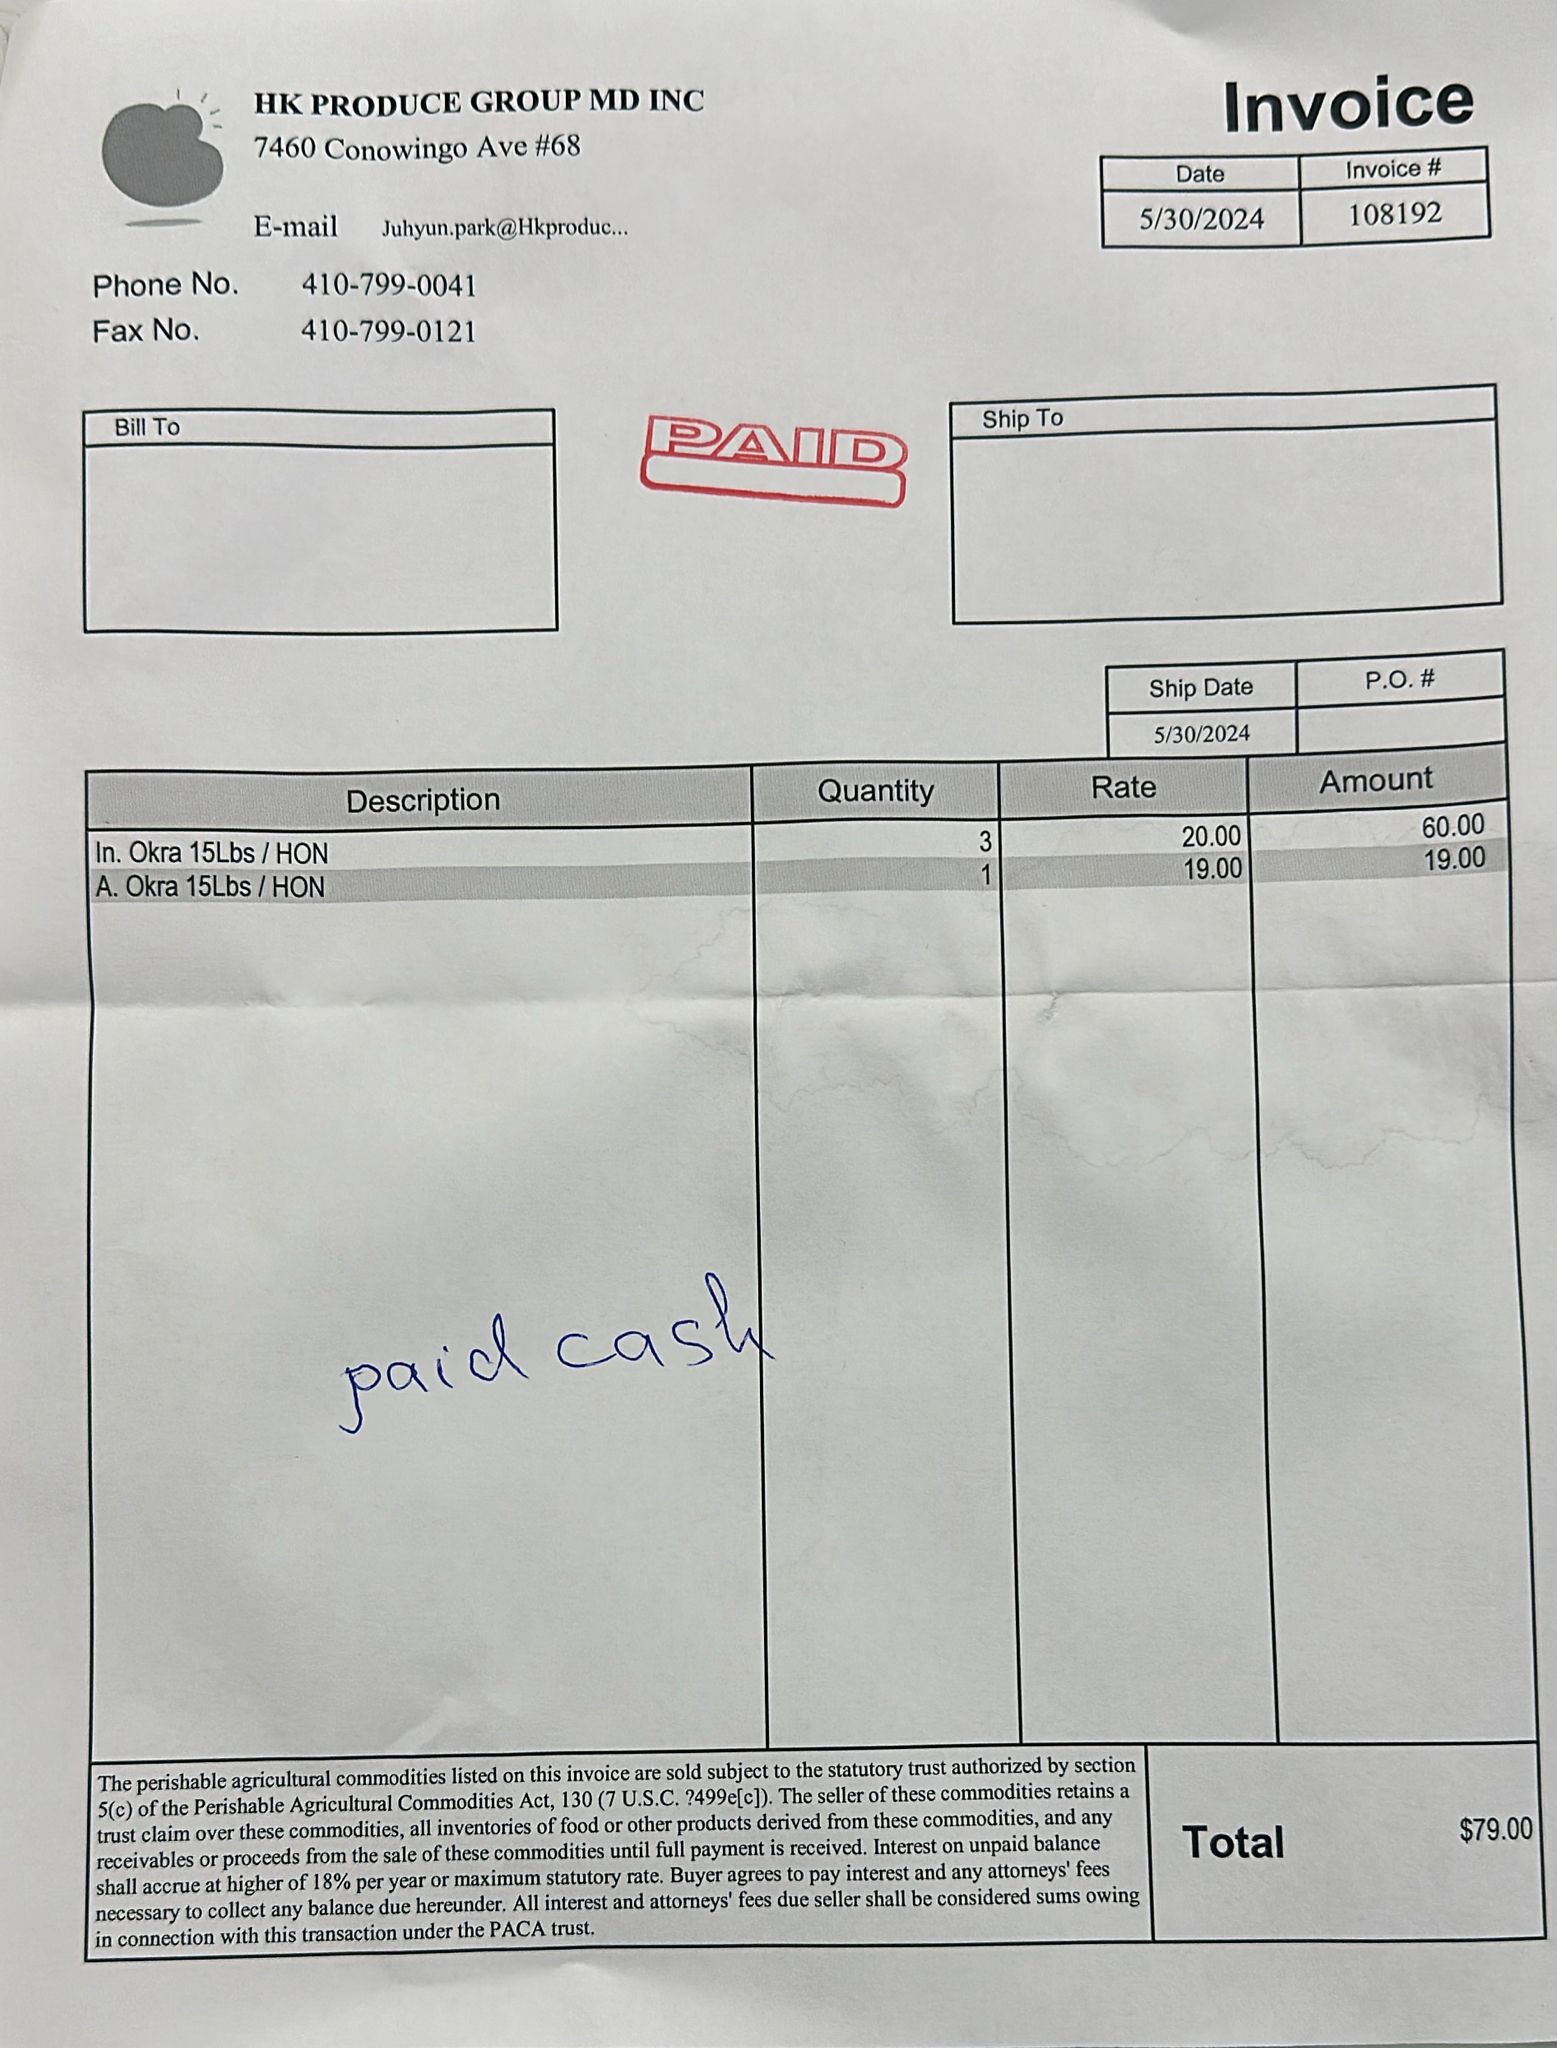 HK PRODUCE GROUP MD INC
7460 Conowingo Ave #68
E-mail Juhyun.park@Hkproduc...
Phone No. 410-799-0041
Fax No. 410-799-0121
Invoice
Date Invoice #
5/30/2024 108192
Bill To
PAID
Ship To
Ship Date P.O. #
5/30/2024
Description Quantity Rate Amount
In. Okra 15Lbs / HON 3 20.00 60.00
A. Okra 15Lbs / HON 1 19.00 19.00
paid cash
The perishable agricultural commodities listed on this invoice are sold subject to the statutory trust authorized by section
5(c) of the Perishable Agricultural Commodities Act, 130 (7 U.S.C. ?499e[c]). The seller of these commodities retains a
trust claim over these commodities, all inventories of food or other products derived from these commodities, and any
receivables or proceeds from the sale of these commodities until full payment is received. Interest on unpaid balance
shall accrue at higher of 18% per year or maximum statutory rate. Buyer agrees to pay interest and any attorneys' fees
necessary to collect any balance due hereunder. All interest and attorneys' fees due seller shall be considered sums owing
in connection with this transaction under the PACA trust.
Total $79.00